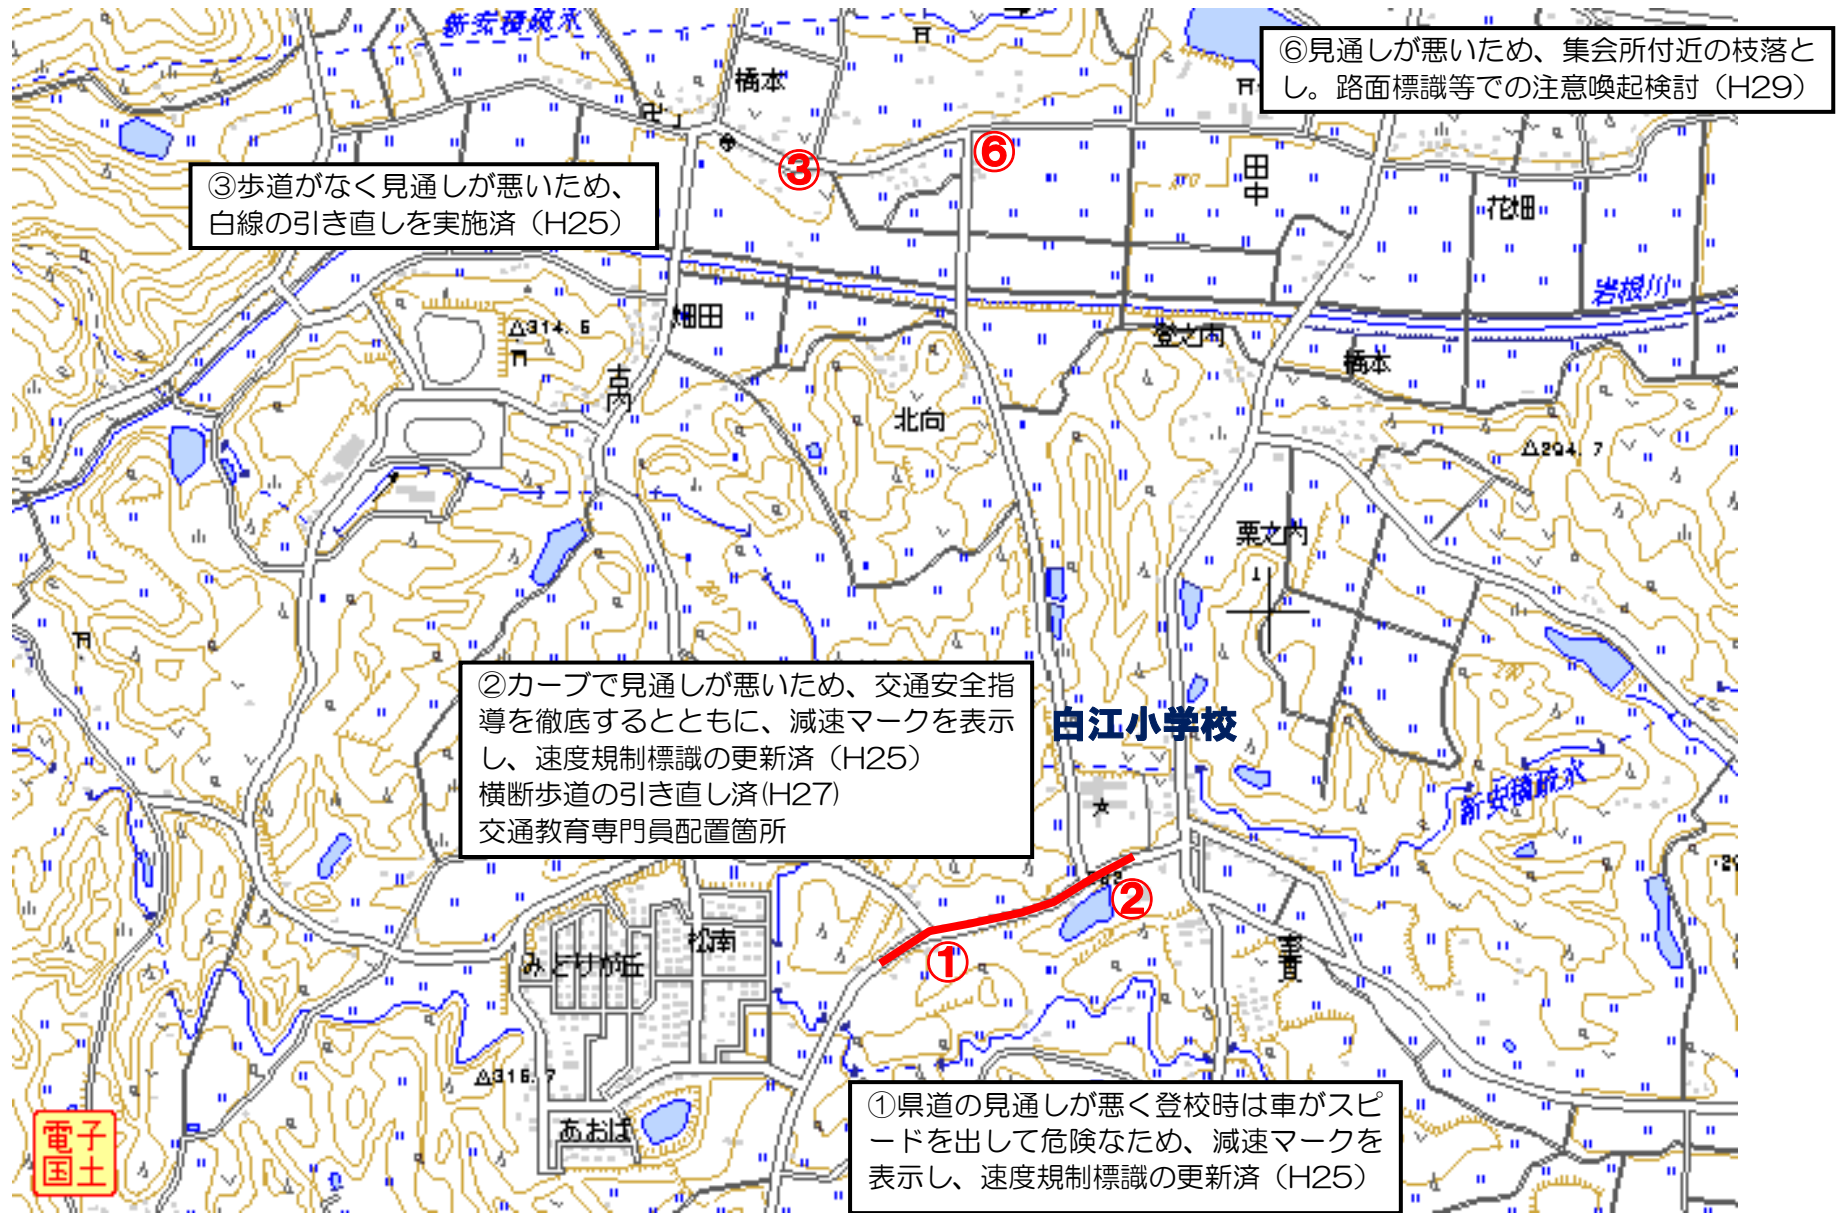 新安積疏水
橋本
⑥見通しが悪いため、集会所付近の枝落と
し。路面標識等での注意喚起検討（H29）
③
⑥
③歩道がなく見通しが悪いため、
白線の引き直しを実施済（H25）
田中
花畑
岩根川
畑田
△314.6
登之内
橋本
古内
北向
△294.7
栗之内
②カーブで見通しが悪いため、交通安全指
導を徹底するとともに、減速マークを表示
し、速度規制標識の更新済（H25）
横断歩道の引き直し済(H27)
交通教育専門員配置箇所
白江小学校
新安積疏水
②
①
松南
みどりが丘
△316.7
あおば
①県道の見通しが悪く登校時は車がスピ
ードを出して危険なため、減速マークを
表示し、速度規制標識の更新済（H25）
電子
国土